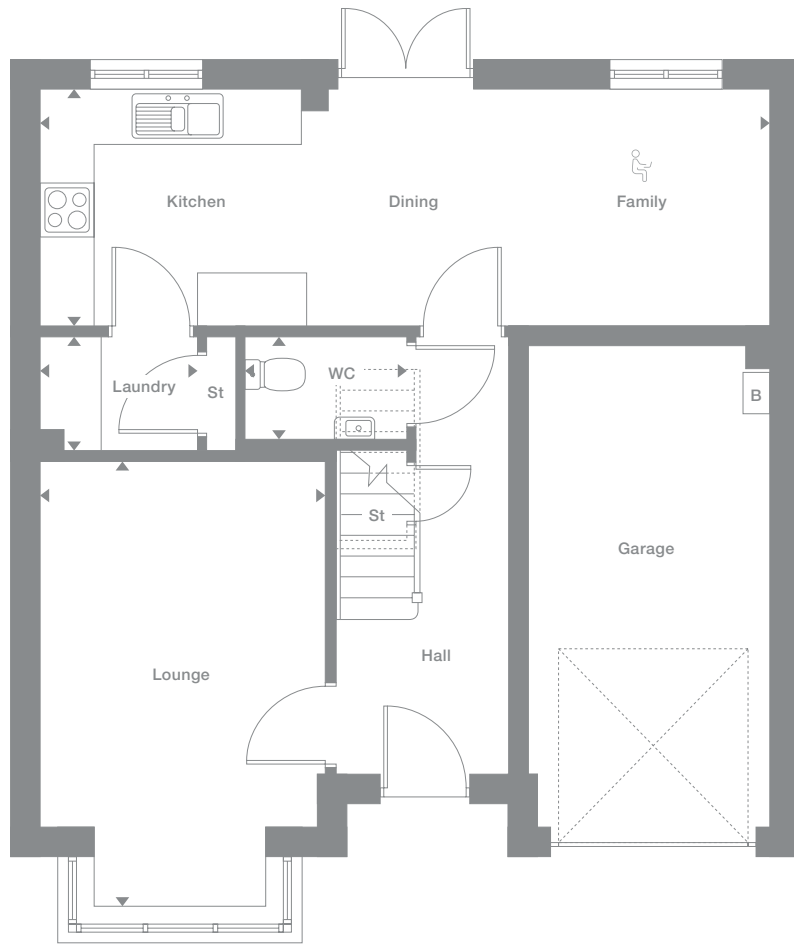 Kitchen
Dining
Family
WC
Laundry
St
B
St
Garage
Hall
Lounge